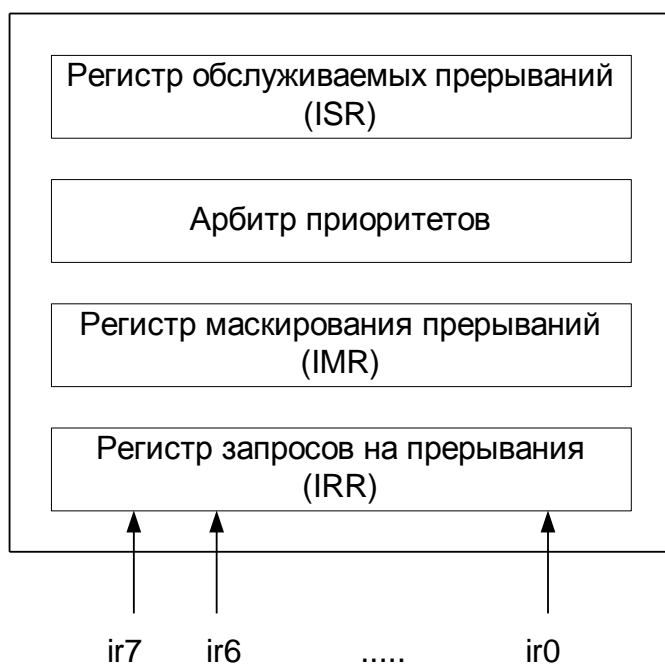 Регистр обслуживаемых прерываний
(ISR)
Арбитр приоритетов
Регистр маскирования прерываний
(IMR)
Регистр запросов на прерывания
(IRR)
ir7 ir6 ..... ir0